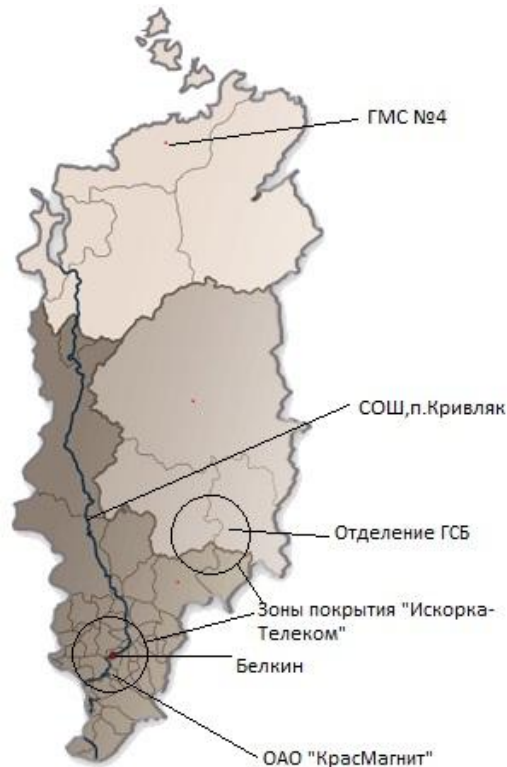 ГМС №4
СОШ,п.Кривляк
Отделение ГСБ
Зоны покрытия "Искорка-
Телеком"
Белкин
ОАО "КрасМагнит"